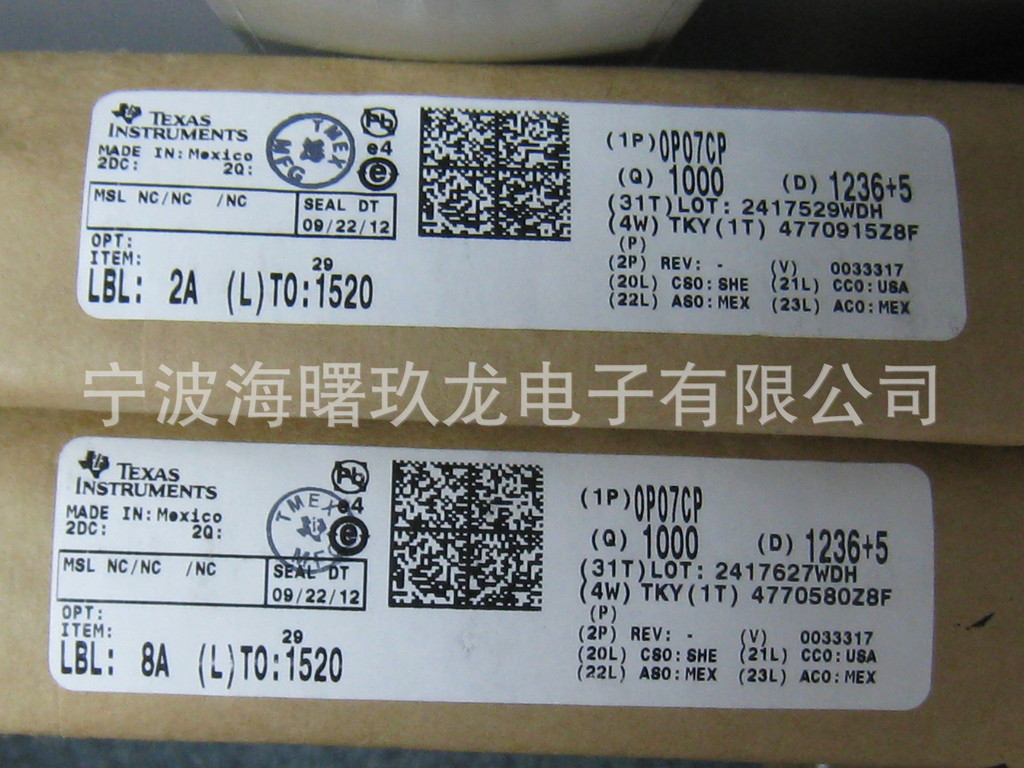 TEXAS
INSTRUMENTS
MADE IN: Mexico
2DC: 2Q:
MSL NC/NC /NC
SEAL DT
09/22/12
OPT:
ITEM:
29
LBL: 2A (L)TO:1520
TMEX
MFG
Pb
e4
e
(1P)OP07CP
(Q) 1000 (D) 1236+5
(31T)LOT: 2417529WDH
(4W) TKY(1T) 4770915Z8F
(P)
(2P) REV: - (V) 0033317
(20L) CSO:SHE (21L) CCO:USA
(22L) ASO:MEX (23L) ACO:MEX
宁波海曙玖龙电子有限公司
TEXAS
INSTRUMENTS
MADE IN: Mexico
2DC: 2Q:
MSL NC/NC /NC
SEAL DT
09/22/12
OPT:
ITEM:
29
LBL: 8A (L)TO:1520
TMEX
MFG
Pb
e4
e
(1P)OP07CP
(Q) 1000 (D) 1236+5
(31T)LOT: 2417627WDH
(4W) TKY(1T) 4770580Z8F
(P)
(2P) REV: - (V) 0033317
(20L) CSO:SHE (21L) CCO:USA
(22L) ASO:MEX (23L) ACO:MEX